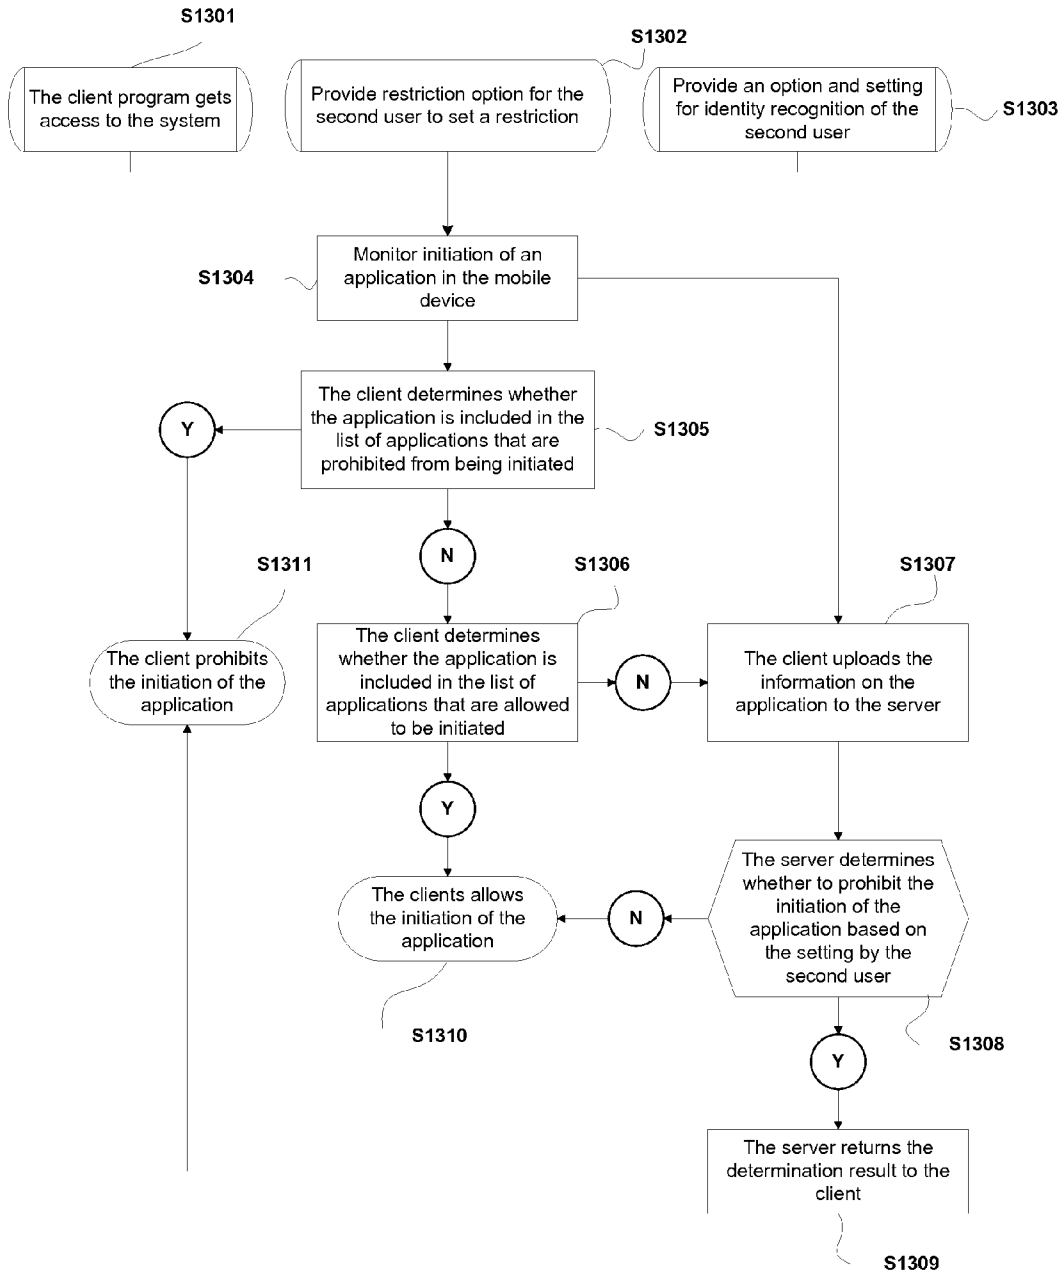 S1301
S1302
The client program gets
access to the system
Provide restriction option for the
second user to set a restriction
Provide an option and setting
for identity recognition of the
second user
S1303
S1304
Monitor initiation of an
application in the mobile
device
The client determines whether
the application is included in the
list of applications that are
prohibited from being initiated
S1305
Y
N
S1311
S1306
S1307
The client prohibits
the initiation of the
application
The client determines
whether the application is
included in the list of
applications that are allowed
to be initiated
N
The client uploads the
information on the
application to the server
Y
The clients allows
the initiation of the
application
N
The server determines
whether to prohibit the
initiation of the
application based on
the setting by the
second user
S1310
S1308
Y
The server returns the
determination result to the
client
S1309